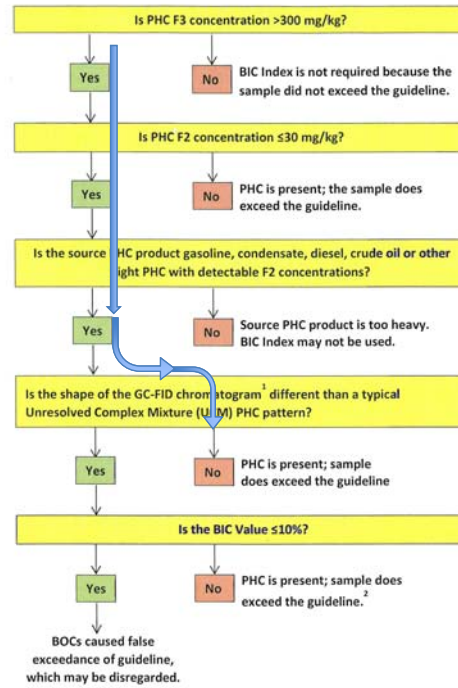 Is PHC F3 concentration >300 mg/kg?
Yes
No
BIC Index is not required because the
sample did not exceed the guideline.
Is PHC F2 concentration ≤30 mg/kg?
Yes
No
PHC is present; the sample does
exceed the guideline.
Is the source PHC product gasoline, condensate, diesel, crude oil or other
ight PHC with detectable F2 concentrations?
Yes
No
Source PHC product is too heavy.
BIC Index may not be used.
Is the shape of the GC-FID chromatogram¹ different than a typical
Unresolved Complex Mixture (UCM) PHC pattern?
Yes
No
PHC is present; sample
does exceed the guideline
Is the BIC Value ≤10%?
Yes
No
PHC is present; sample does
exceed the guideline.²
BOCs caused false
exceedance of guideline,
which may be disregarded.